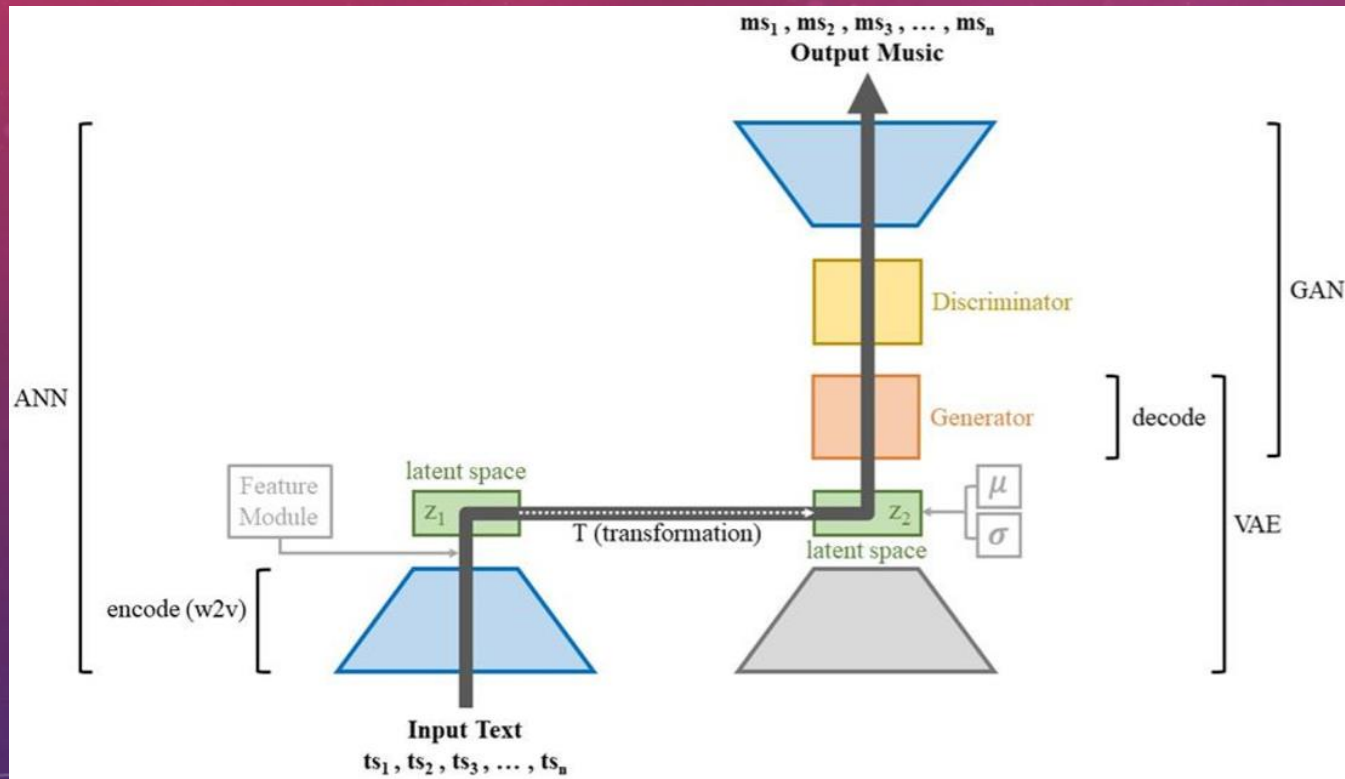 ms₁ , ms₂ , ms₃ , … , msₙ
Output Music
GAN
Discriminator
ANN
Generator
decode
latent space
Feature
Module
z₁
T (transformation)
z₂
latent space
μ
σ
VAE
encode (w2v)
Input Text
ts₁ , ts₂ , ts₃ , … , tsₙ